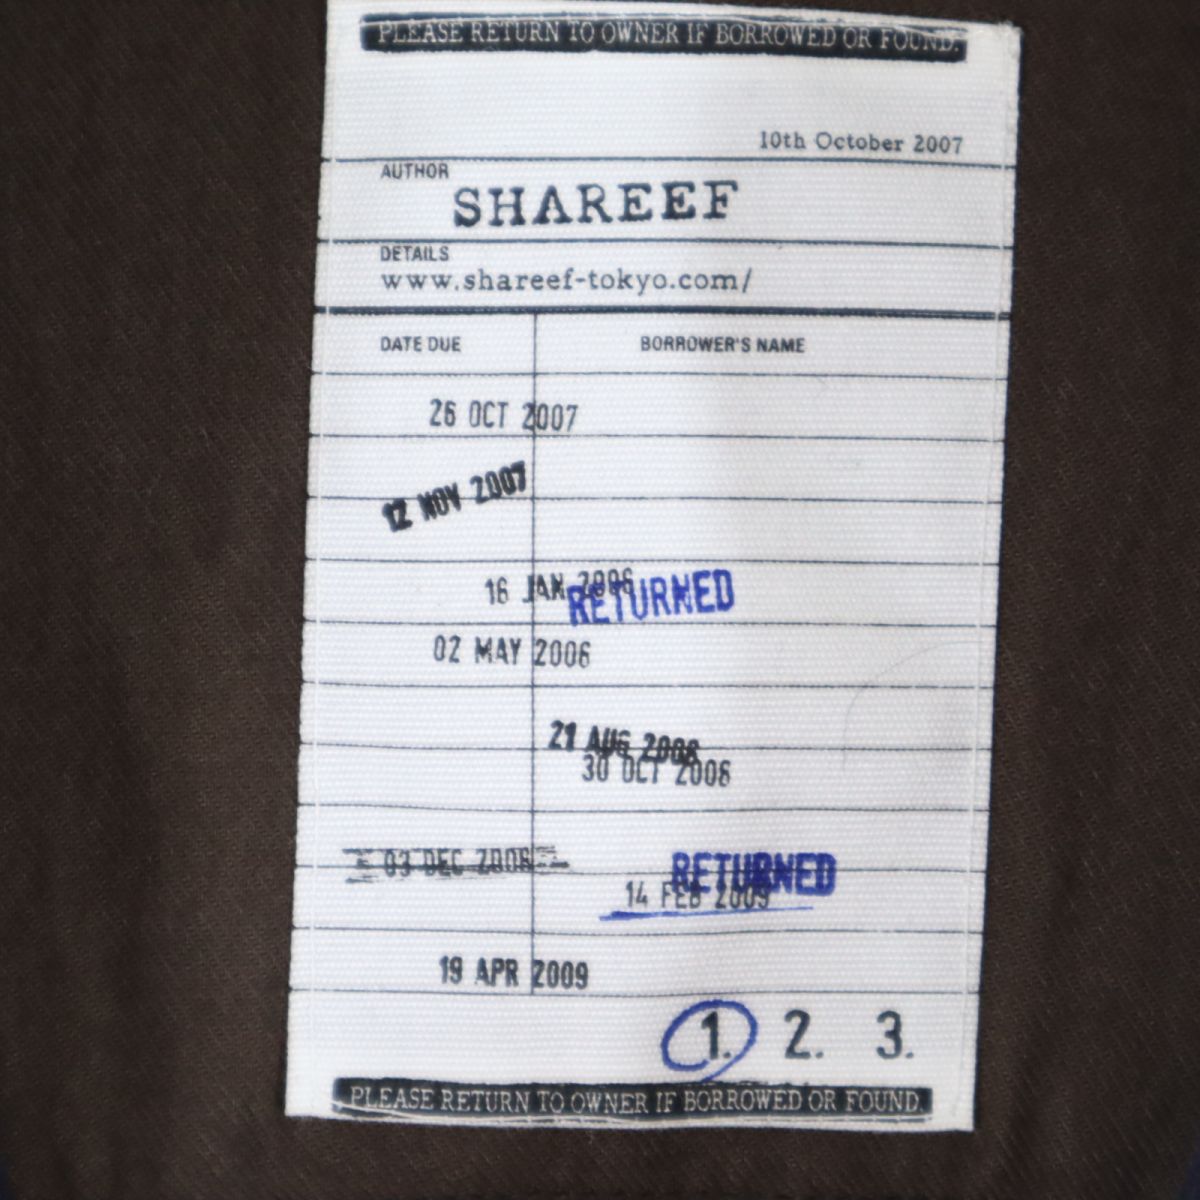 PLEASE RETURN TO OWNER IF BORROWED OR FOUND.
10th October 2007
AUTHOR
SHAREEF
DETAILS
www.shareef-tokyo.com/
DATE DUE BORROWER'S NAME
26 OCT 2007
12 NOV 2007
16 JAN 2006
RETURNED
02 MAY 2006
21 AUG 2006
30 OCT 2006
03 DEC 2006
RETURNED
14 FEB 2009
19 APR 2009
1. 2. 3.
PLEASE RETURN TO OWNER IF BORROWED OR FOUND.